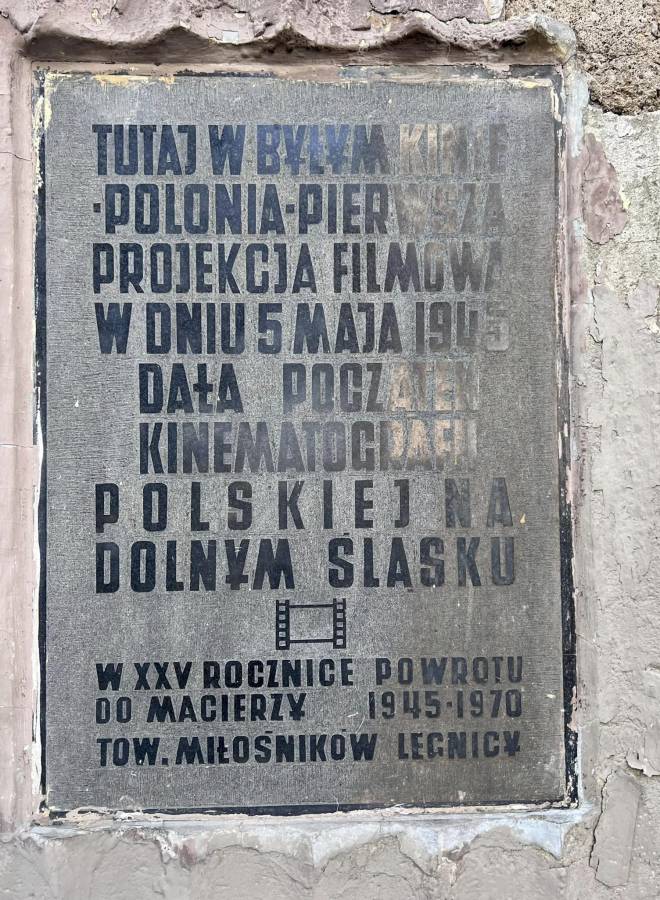 TUTAJ W BYŁYM KINIE
·POLONIA·PIERWSZA
PROJEKCJA FILMOWA
W DNIU 5 MAJA 1945
DAŁA POCZĄTEK
KINEMATOGRAFII
POLSKIEJ NA
DOLNYM ŚLĄSKU
W XXV ROCZNICE POWROTU
DO MACIERZY 1945·1970
TOW. MIŁOŚNIKÓW LEGNICY